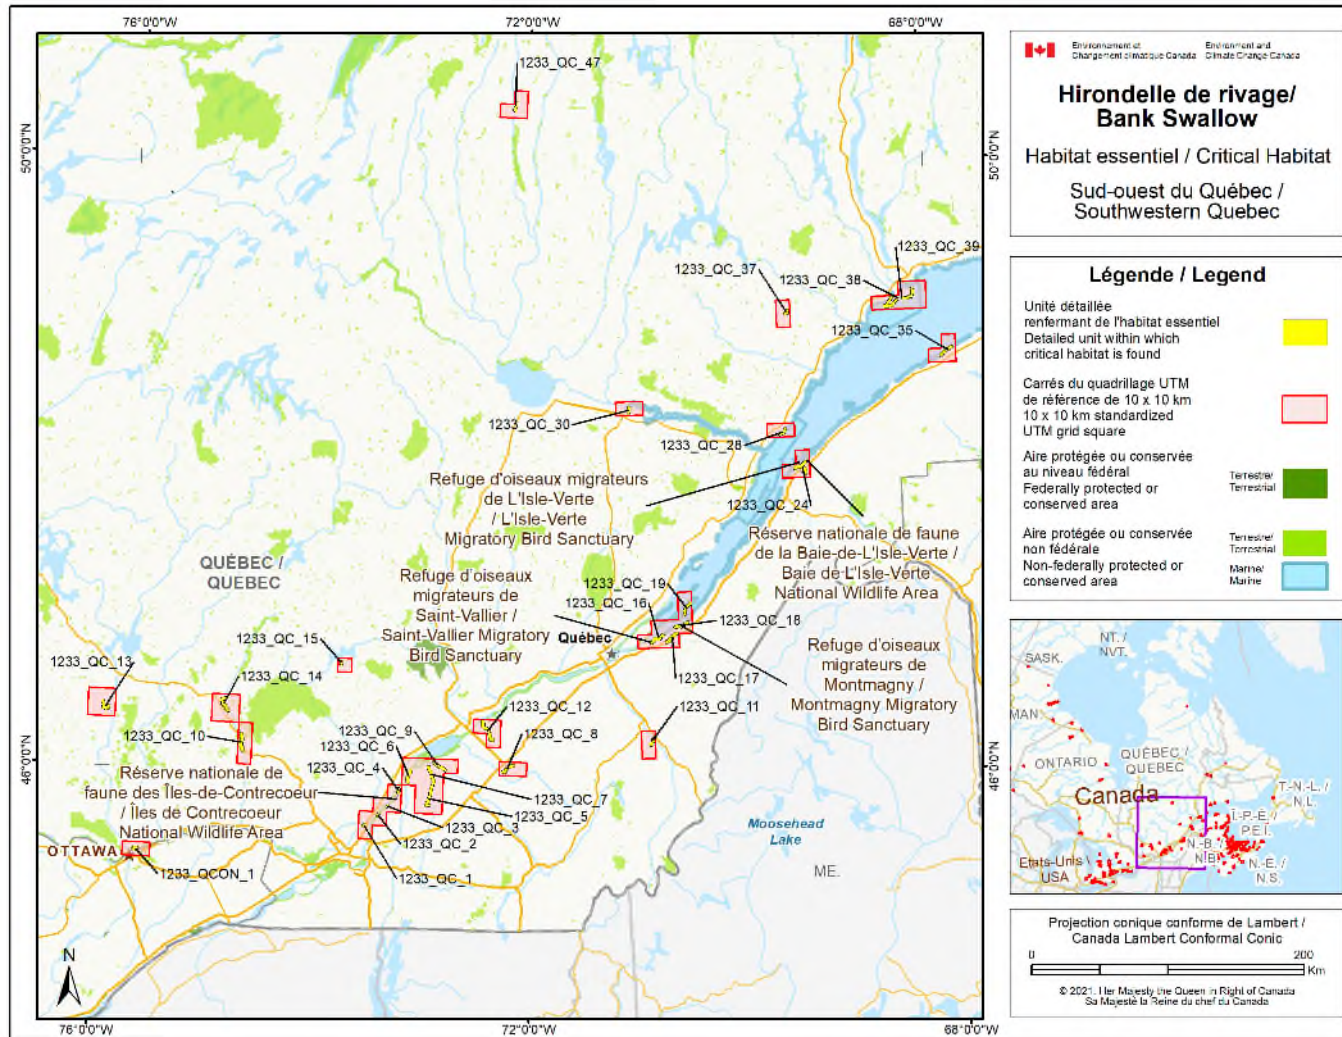 76°0'0"W
72°0'0"W
68°0'0"W
50°0'0"N
50°0'0"N
46°0'0"N
46°0'0"N
76°0'0"W
72°0'0"W
68°0'0"W
1233_QC_47
1233_QC_39
1233_QC_37
1233_QC_38
1233_QC_35
1233_QC_30
1233_QC_28
Refuge d'oiseaux migrateurs
de L'Isle-Verte
/ L'Isle-Verte
Migratory Bird Sanctuary
1233_QC_24
Réserve nationale de faune
de la Baie-de-L'Isle-Verte /
Baie de L'Isle-Verte
National Wildlife Area
QUÉBEC /
QUEBEC
Refuge d'oiseaux
migrateurs de
Saint-Vallier /
Saint-Vallier Migratory
Bird Sanctuary
1233_QC_19
1233_QC_16
Québec
1233_QC_18
1233_QC_17
Refuge d'oiseaux
migrateurs de
Montmagny /
Montmagny Migratory
Bird Sanctuary
1233_QC_15
1233_QC_13
1233_QC_14
1233_QC_12
1233_QC_11
1233_QC_10
1233_QC_9
1233_QC_8
1233_QC_6
1233_QC_4
Réserve nationale de
faune des Îles-de-Contrecoeur
/ Îles de Contrecoeur
National Wildlife Area
1233_QC_7
1233_QC_5
1233_QC_3
1233_QC_2
1233_QC_1
OTTAWA
1233_QCON_1
Moosehead
Lake
ME.
N
Environnement et
Changement climatique Canada
Environment and
Climate Change Canada
Hirondelle de rivage/
Bank Swallow
Habitat essentiel / Critical Habitat
Sud-ouest du Québec /
Southwestern Quebec
Légende / Legend
Unité détaillée
renfermant de l'habitat essentiel
Detailed unit within which
critical habitat is found
Carrés du quadrillage UTM
de référence de 10 x 10 km
10 x 10 km standardized
UTM grid square
Aire protégée ou conservée
au niveau fédéral
Federally protected or
conserved area
Terrestre/
Terrestrial
Aire protégée ou conservée
non fédérale
Non-federally protected or
conserved area
Terrestre/
Terrestrial
Marine/
Marine
NT. /
NVT.
SASK.
MAN
ONTARIO
QUÉBEC /
QUEBEC
Canada
T.-N.-L. /
N.L.
Î.-P.-É. /
P.E.I.
N.-B. /
N.B.
N.-É. /
N.S.
États-Unis /
USA
Projection conique conforme de Lambert /
Canada Lambert Conformal Conic
0
200
Km
© 2021. Her Majesty the Queen in Right of Canada
Sa Majesté la Reine du chef du Canada